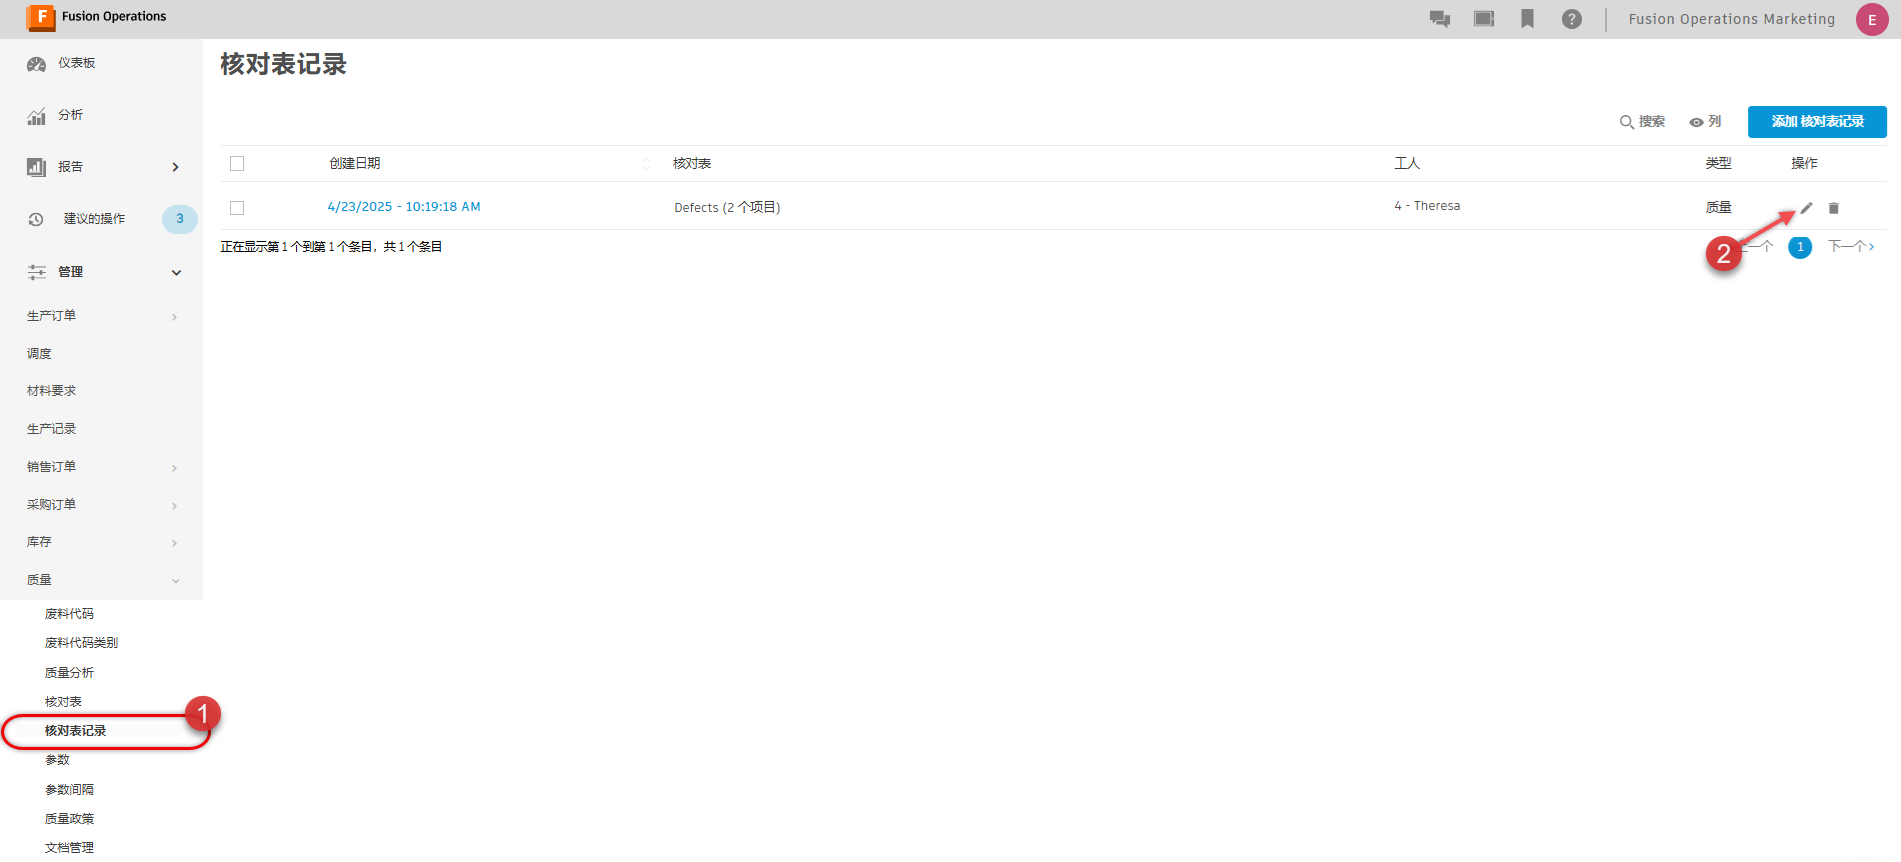 F Fusion Operations
Fusion Operations Marketing E
仪表板
分析
报告
建议的操作 3
管理
生产订单
调度
材料要求
生产记录
销售订单
采购订单
库存
质量
废料代码
废料代码类别
质量分析
核对表
核对表记录
1
参数
参数间隔
质量政策
文档管理
核对表记录
搜索 列 添加 核对表记录
创建日期 核对表 工人 类型 操作
4/23/2025 - 10:19:18 AM Defects (2 个项目) 4 - Theresa 质量
正在显示第 1 个到第 1 个条目，共 1 个条目
2 一个 1 下一个